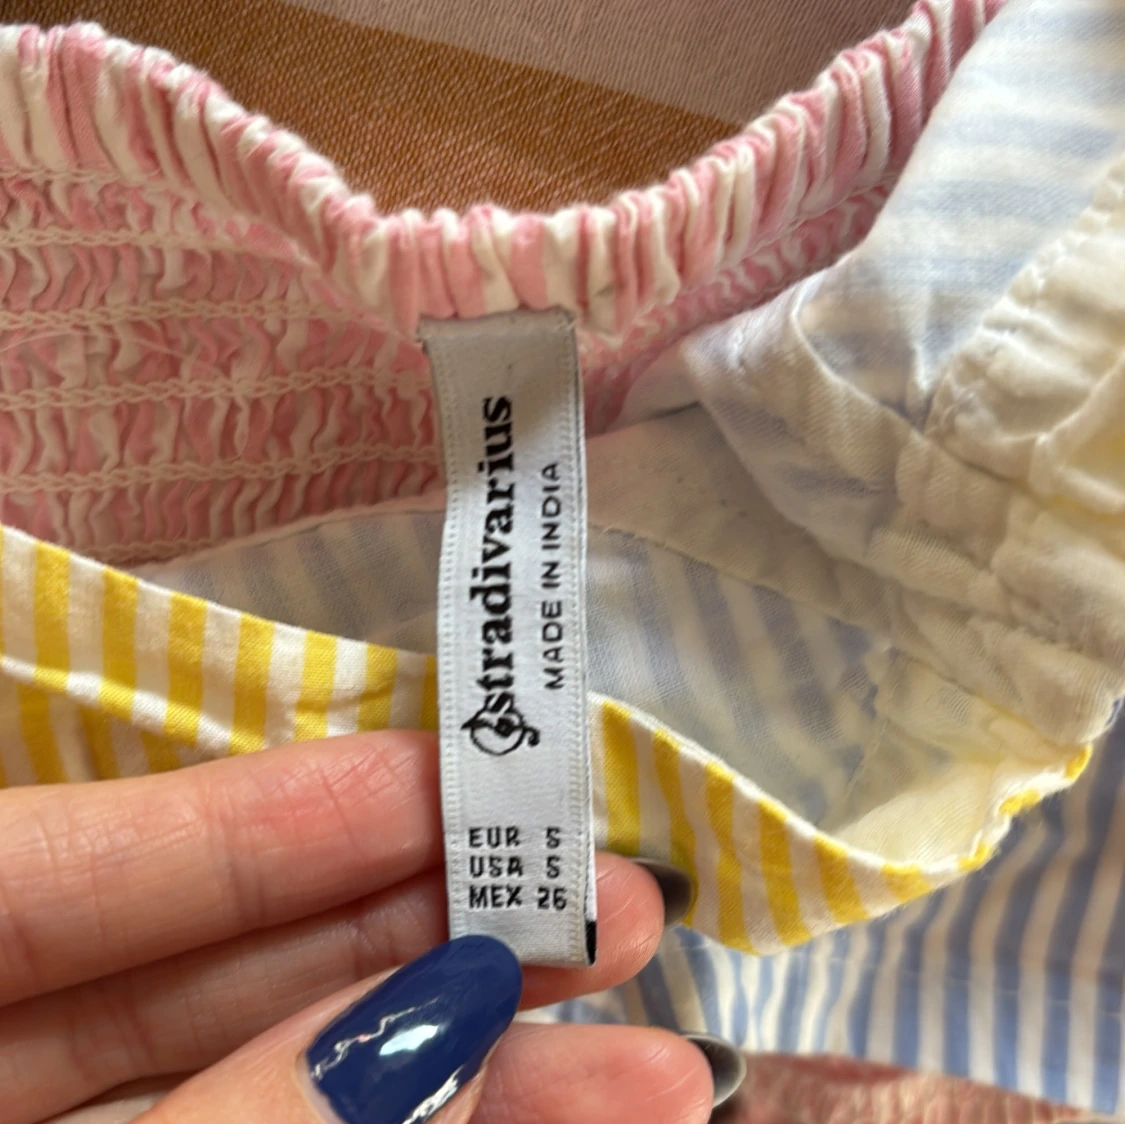 stradivarius
MADE IN INDIA
EUR S
USA S
MEX 26